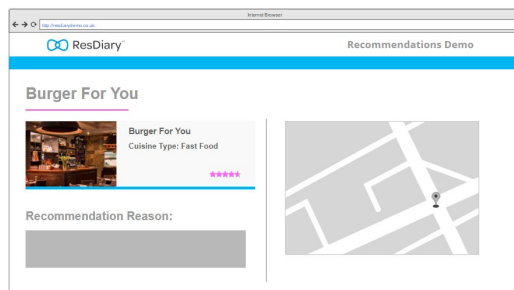 Internet Browser
http://resdiarydemo.co.uk
ResDiary™
Recommendations Demo
Burger For You
Burger For You
Cuisine Type: Fast Food
Recommendation Reason: